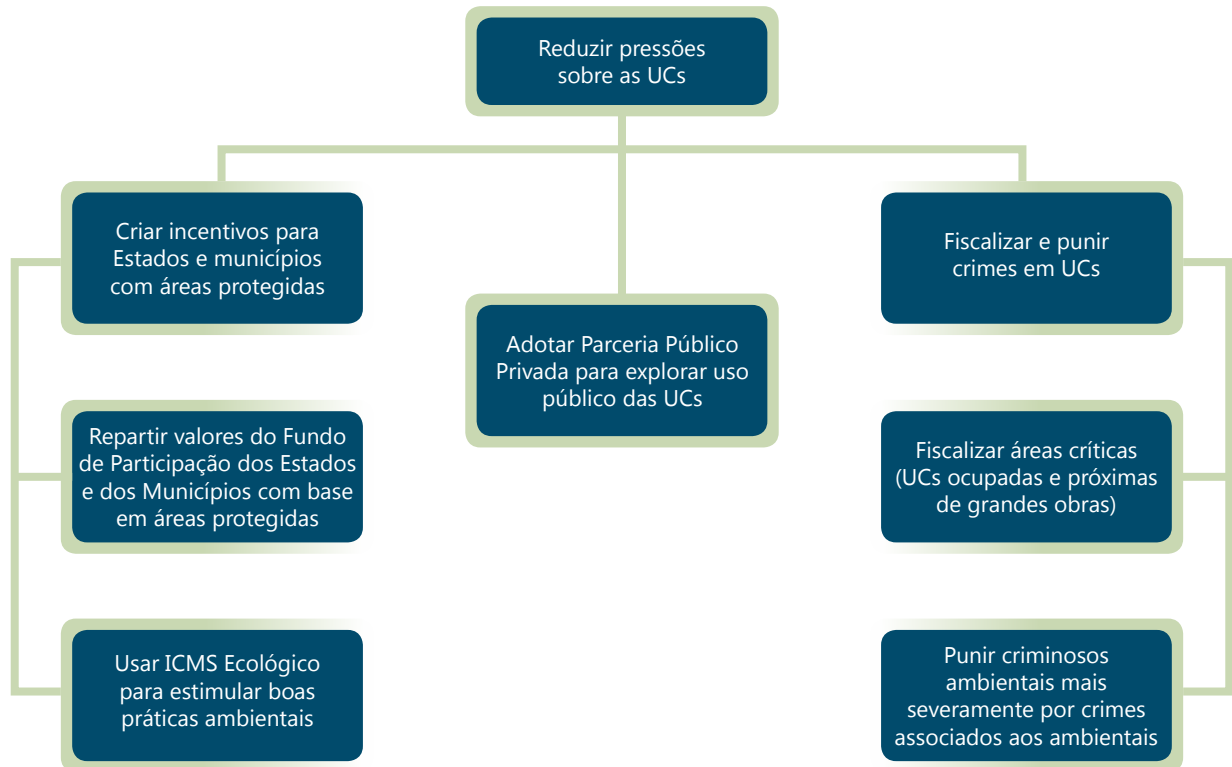 Reduzir pressões
sobre as UCs
Criar incentivos para
Estados e municípios
com áreas protegidas
Fiscalizar e punir
crimes em UCs
Adotar Parceria Público
Privada para explorar uso
público das UCs
Repartir valores do Fundo
de Participação dos Estados
e dos Municípios com base
em áreas protegidas
Fiscalizar áreas críticas
(UCs ocupadas e próximas
de grandes obras)
Usar ICMS Ecológico
para estimular boas
práticas ambientais
Punir criminosos
ambientais mais
severamente por crimes
associados aos ambientais